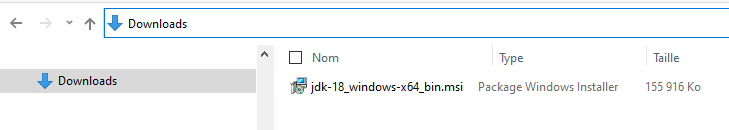 Downloads
Nom Type Taille
Downloads
jdk-18_windows-x64_bin.msi Package Windows Installer 155 916 Ko